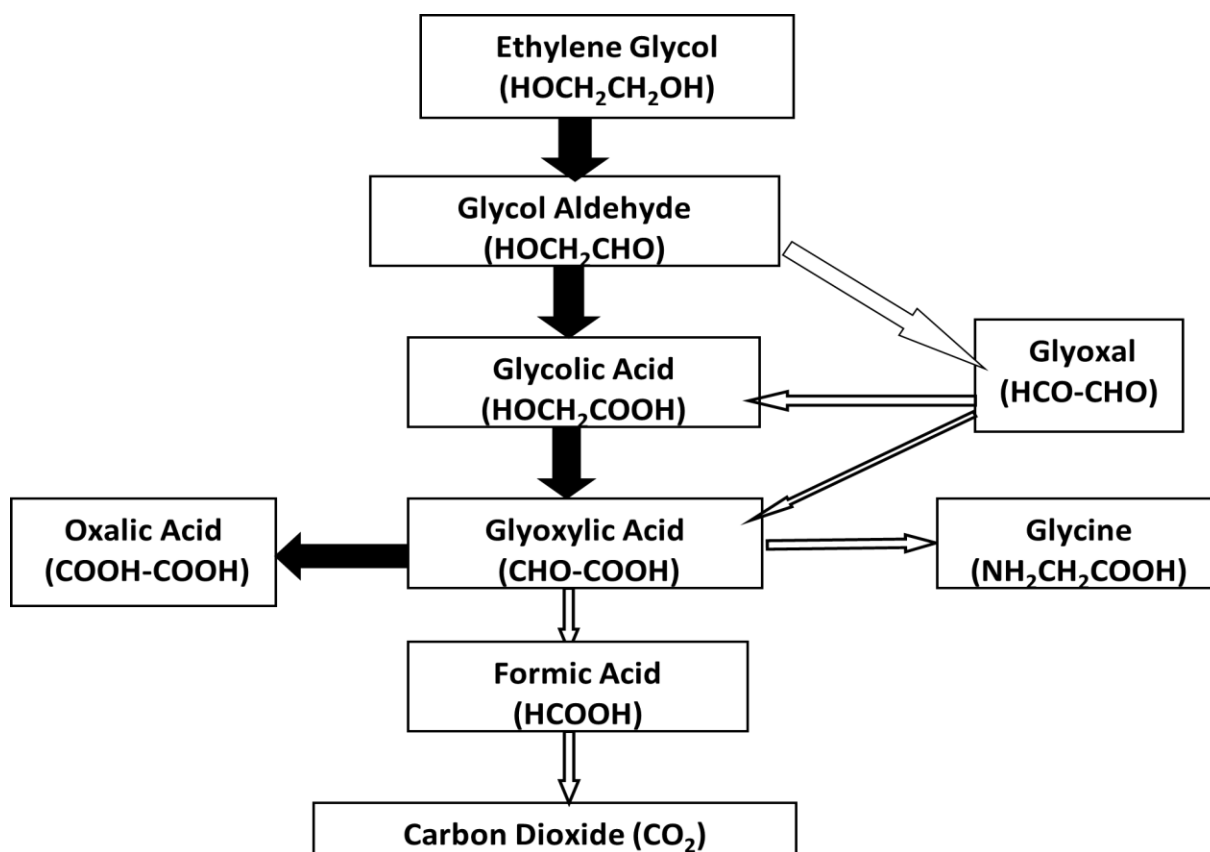 Ethylene Glycol
(HOCH₂CH₂OH)
Glycol Aldehyde
(HOCH₂CHO)
Glycolic Acid
(HOCH₂COOH)
Glyoxal
(HCO-CHO)
Oxalic Acid
(COOH-COOH)
Glyoxylic Acid
(CHO-COOH)
Glycine
(NH₂CH₂COOH)
Formic Acid
(HCOOH)
Carbon Dioxide (CO₂)